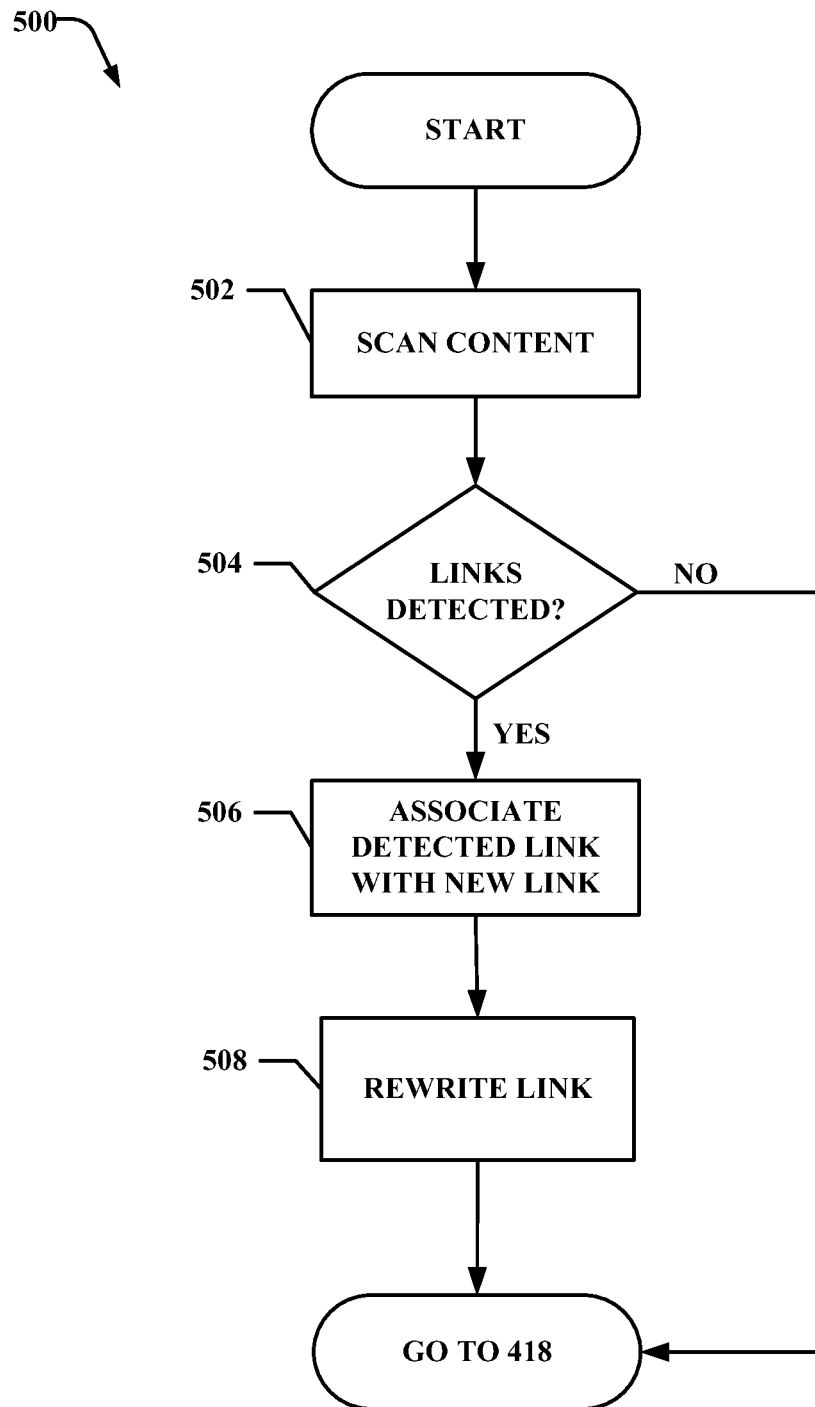 500
START
502
SCAN CONTENT
504
LINKS
DETECTED?
NO
YES
506
ASSOCIATE
DETECTED LINK
WITH NEW LINK
508
REWRITE LINK
GO TO 418